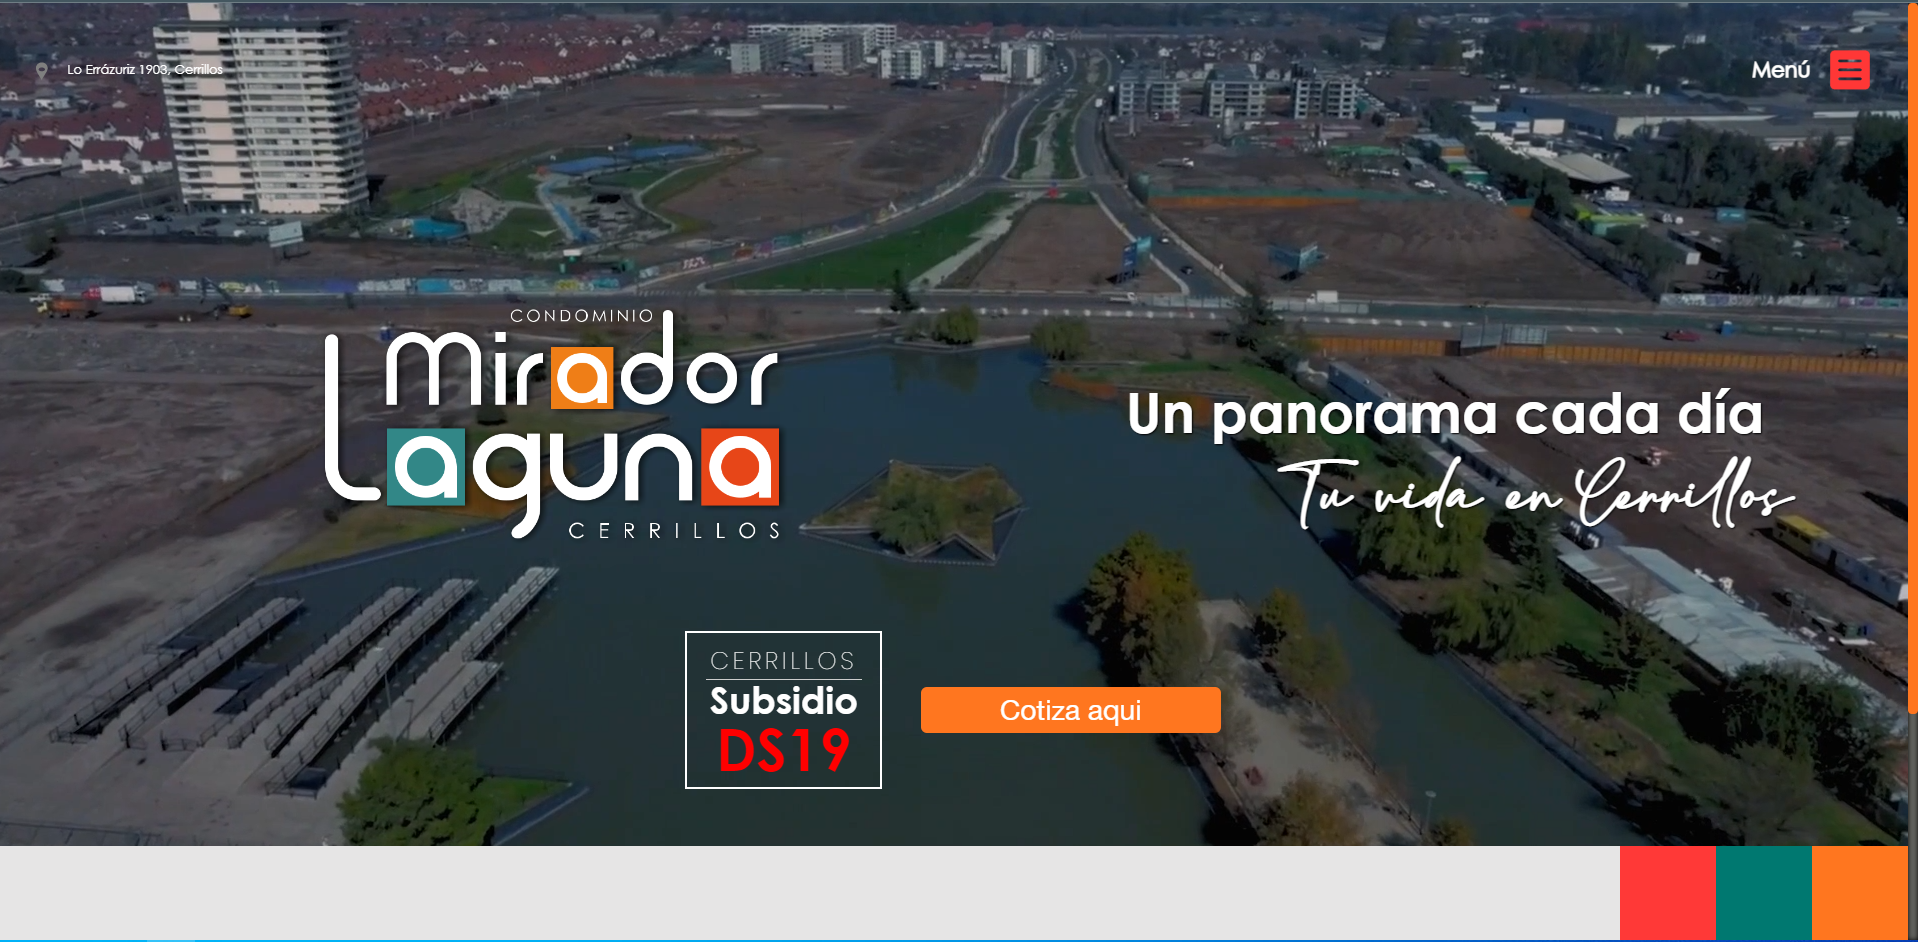 Lo Errázuriz 1903, Cerrillos
Menú
CONDOMINIO
Mirador
Laguna
CERRILLOS
Un panorama cada día
Tu vida en Cerrillos
CERRILLOS
Subsidio
DS19
Cotiza aqui